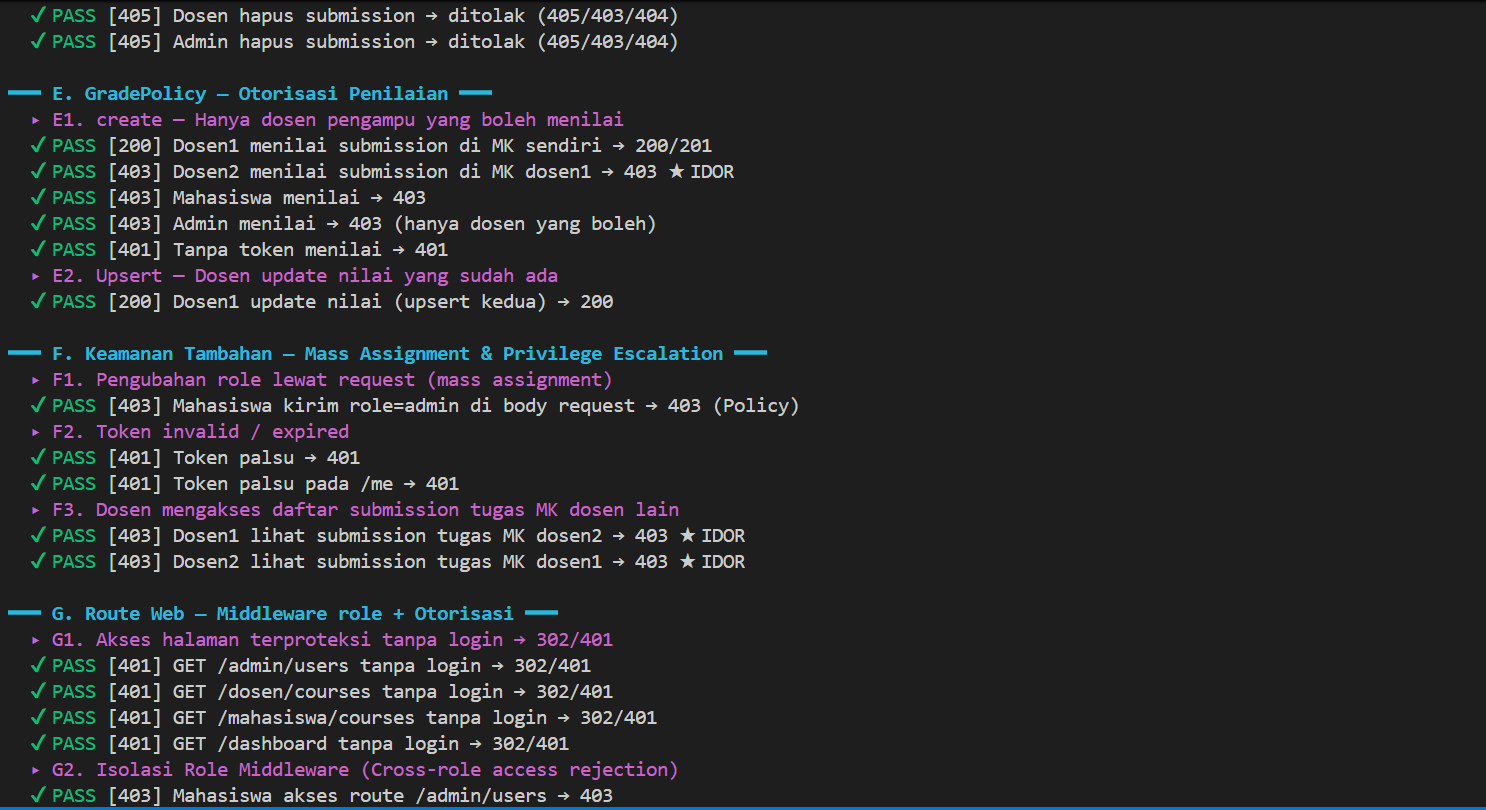 ✓ PASS [405] Dosen hapus submission → ditolak (405/403/404)
✓ PASS [405] Admin hapus submission → ditolak (405/403/404)
━━━ E. GradePolicy — Otorisasi Penilaian ━━━
▸ E1. create — Hanya dosen pengampu yang boleh menilai
✓ PASS [200] Dosen1 menilai submission di MK sendiri → 200/201
✓ PASS [403] Dosen2 menilai submission di MK dosen1 → 403 ★ IDOR
✓ PASS [403] Mahasiswa menilai → 403
✓ PASS [403] Admin menilai → 403 (hanya dosen yang boleh)
✓ PASS [401] Tanpa token menilai → 401
▸ E2. Upsert — Dosen update nilai yang sudah ada
✓ PASS [200] Dosen1 update nilai (upsert kedua) → 200
━━━ F. Keamanan Tambahan — Mass Assignment & Privilege Escalation ━━━
▸ F1. Pengubahan role lewat request (mass assignment)
✓ PASS [403] Mahasiswa kirim role=admin di body request → 403 (Policy)
▸ F2. Token invalid / expired
✓ PASS [401] Token palsu → 401
✓ PASS [401] Token palsu pada /me → 401
▸ F3. Dosen mengakses daftar submission tugas MK dosen lain
✓ PASS [403] Dosen1 lihat submission tugas MK dosen2 → 403 ★ IDOR
✓ PASS [403] Dosen2 lihat submission tugas MK dosen1 → 403 ★ IDOR
━━━ G. Route Web — Middleware role + Otorisasi ━━━
▸ G1. Akses halaman terproteksi tanpa login → 302/401
✓ PASS [401] GET /admin/users tanpa login → 302/401
✓ PASS [401] GET /dosen/courses tanpa login → 302/401
✓ PASS [401] GET /mahasiswa/courses tanpa login → 302/401
✓ PASS [401] GET /dashboard tanpa login → 302/401
▸ G2. Isolasi Role Middleware (Cross-role access rejection)
✓ PASS [403] Mahasiswa akses route /admin/users → 403